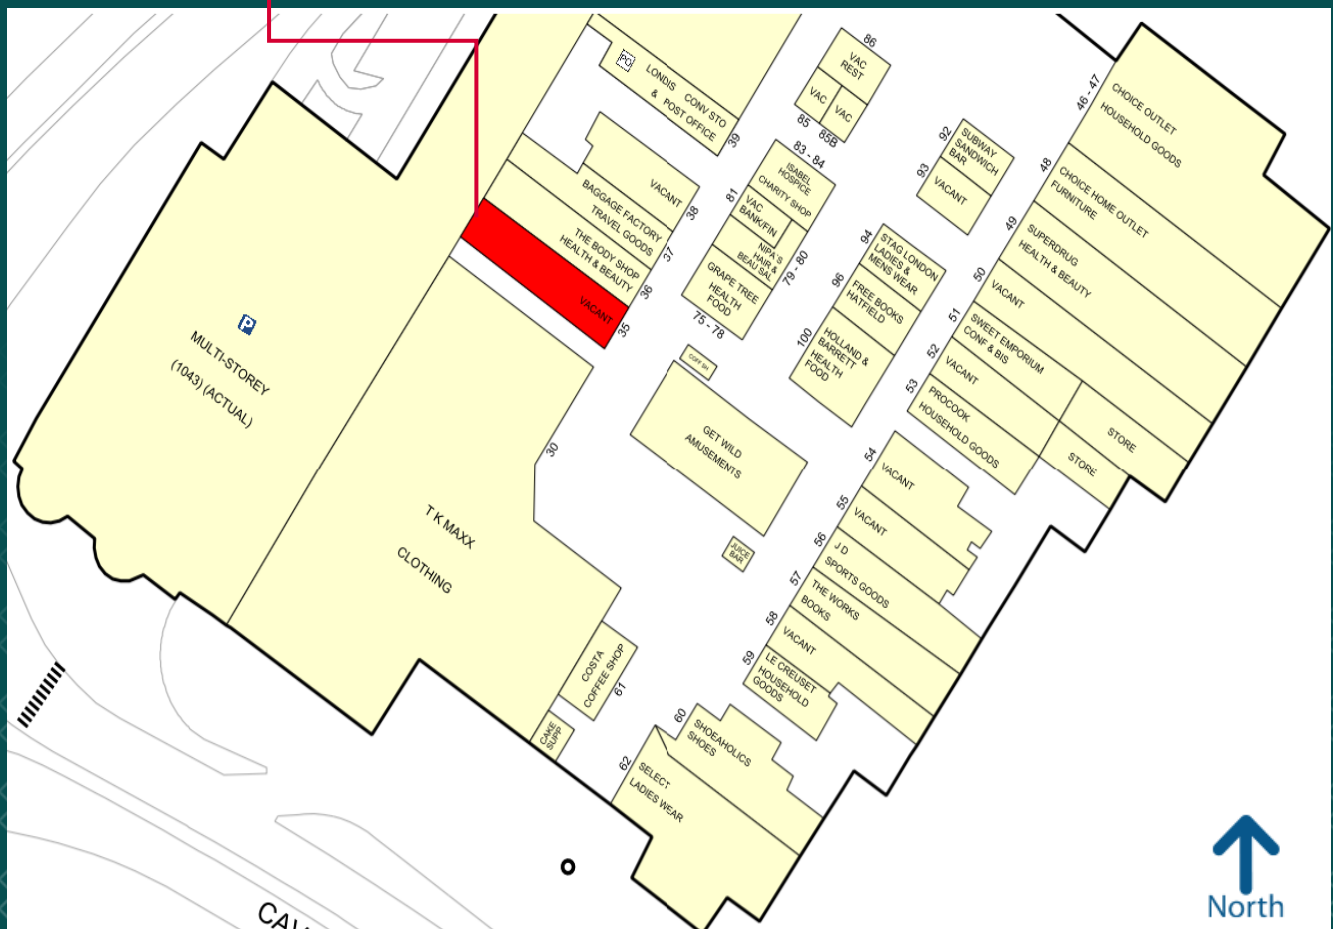 PO
LONDIS CONV STO
& POST OFFICE
39
VACANT
38
BAGGAGE FACTORY
TRAVEL GOODS
37
THE BODY SHOP
HEALTH & BEAUTY
36
VACANT
35
P
MULTI-STOREY
(1043) (ACTUAL)
T K MAXX
CLOTHING
30
COSTA
COFFEE SHOP
61
CAKE
SUPP
86
VAC
REST
VAC
VAC
85
85B
83 - 84
ISABEL
HOSPICE
CHARITY SHOP
81
VAC
BANK/FIN
NIPA'S
HAIR &
BEAU SAL
79 - 80
GRAPE TREE
HEALTH
FOOD
75 - 78
COFF SH
GET WILD
AMUSEMENTS
JUICE
BAR
92
SUBWAY
SANDWICH
BAR
93
VACANT
94
STAG LONDON
LADIES &
MENS WEAR
96
FREE BOOKS
HATFIELD
100
HOLLAND &
BARRETT
HEALTH
FOOD
46 - 47
CHOICE OUTLET
HOUSEHOLD GOODS
48
CHOICE HOME OUTLET
FURNITURE
49
SUPERDRUG
HEALTH & BEAUTY
50
VACANT
51
SWEET EMPORIUM
CONF & BIS
52
VACANT
53
PROCOOK
HOUSEHOLD GOODS
STORE
STORE
54
VACANT
55
VACANT
56
J D
SPORTS GOODS
57
THE WORKS
BOOKS
58
VACANT
59
LE CREUSET
HOUSEHOLD
GOODS
60
SHOEAHOLICS
SHOES
62
SELECT
LADIES WEAR
CAV
North